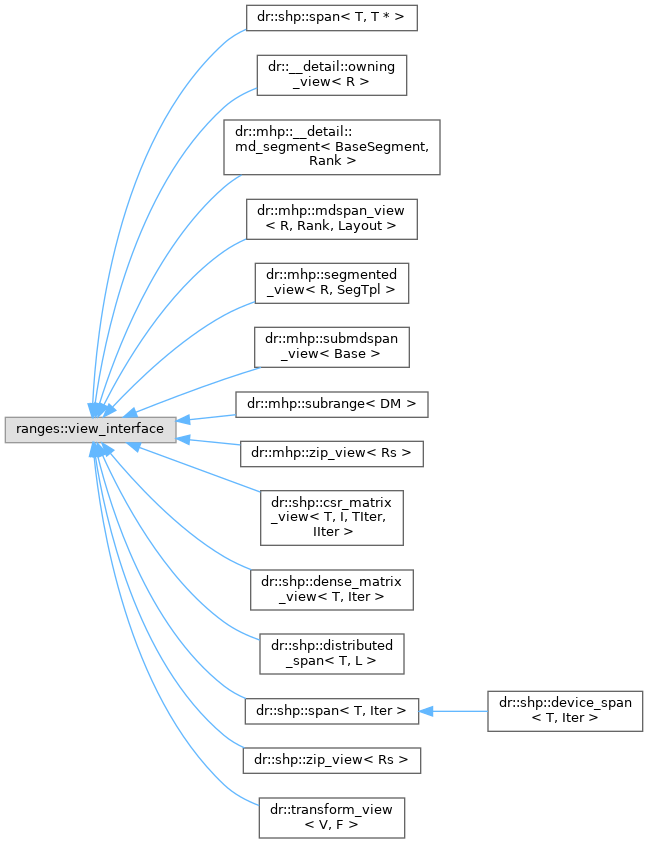 dr::shp::span< T, T * >
dr::__detail::owning
_view< R >
dr::mhp::__detail::
md_segment< BaseSegment,
Rank >
dr::mhp::mdspan_view
< R, Rank, Layout >
dr::mhp::segmented
_view< R, SegTpl >
dr::mhp::submdspan
_view< Base >
dr::mhp::subrange< DM >
ranges::view_interface
dr::mhp::zip_view< Rs >
dr::shp::csr_matrix
_view< T, I, TIter,
IIter >
dr::shp::dense_matrix
_view< T, Iter >
dr::shp::distributed
_span< T, L >
dr::shp::span< T, Iter >
dr::shp::device_span
< T, Iter >
dr::shp::zip_view< Rs >
dr::transform_view
< V, F >